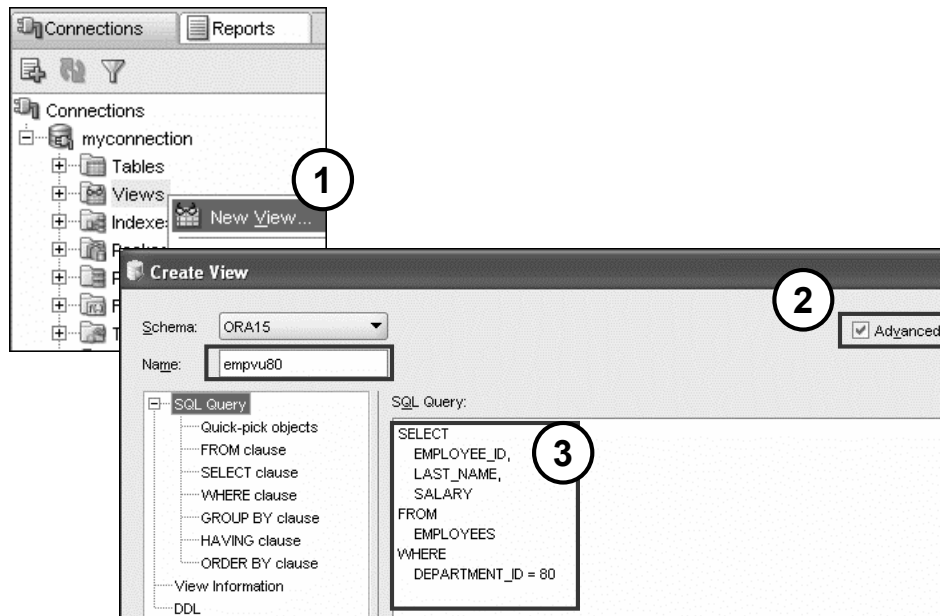 Connections
Reports
Connections
myconnection
Tables
1
Views
New View...
Indexe
Create View
2
Schema:
ORA15
Advanced
Name:
empvu80
SQL Query
SQL Query:
Quick-pick objects
FROM clause
SELECT clause
WHERE clause
GROUP BY clause
HAVING clause
ORDER BY clause
View Information
DDL
SELECT
EMPLOYEE_ID,
3
LAST_NAME,
SALARY
FROM
EMPLOYEES
WHERE
DEPARTMENT_ID = 80